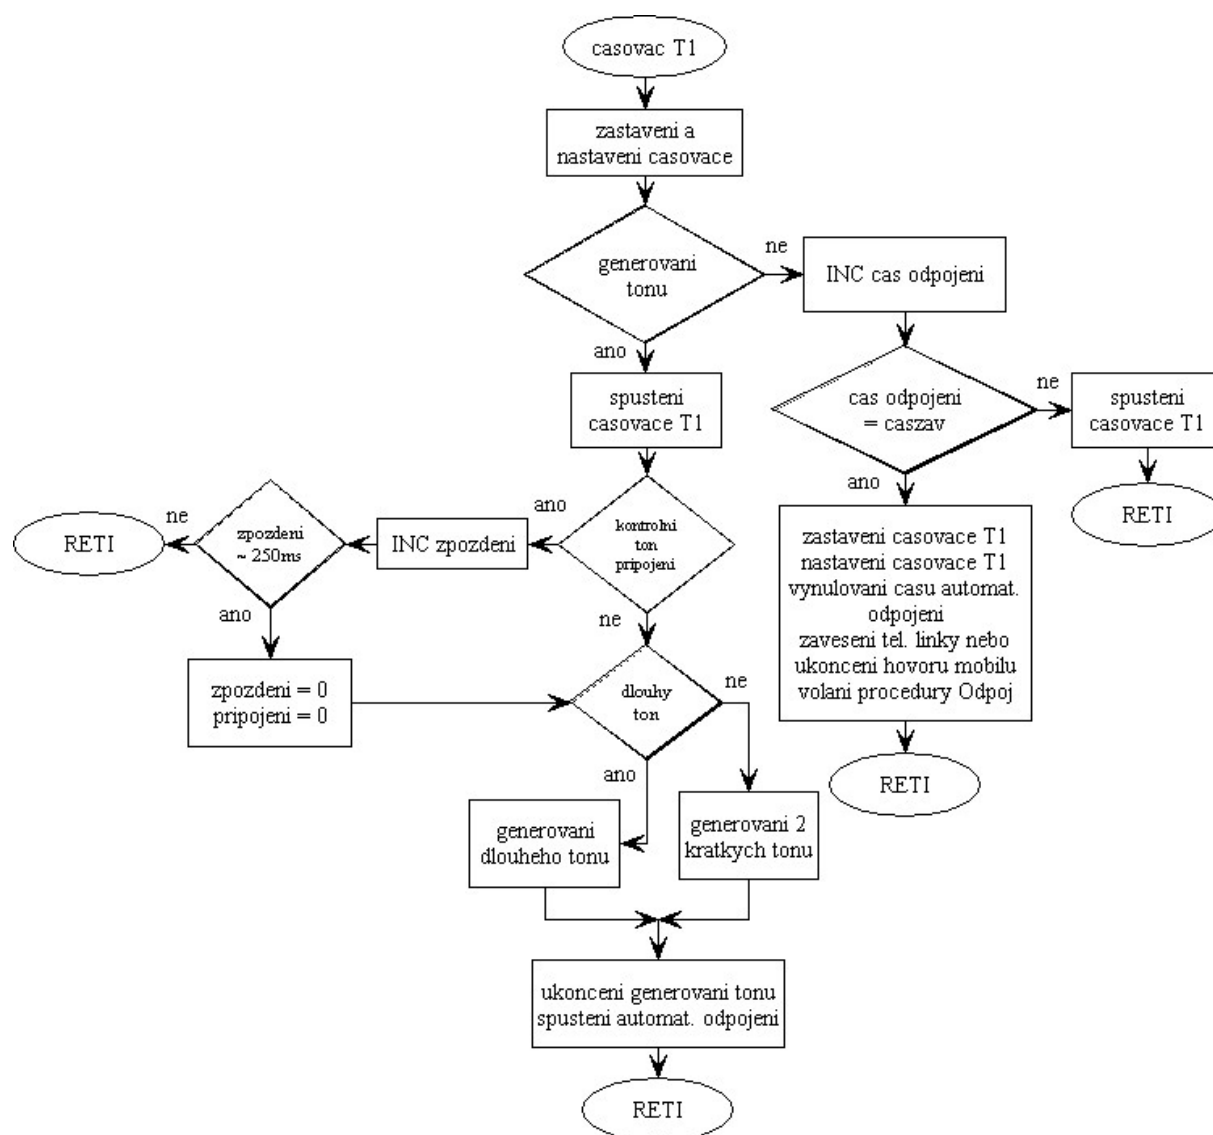 casovac T1
zastaveni a
nastaveni casovace
generovani
tonu
ne
INC cas odpojeni
ano
spusteni
casovace T1
cas odpojeni
= caszav
ne
spusteni
casovace T1
ano
RETI
zastaveni casovace T1
nastaveni casovace T1
vynulovani casu automat.
odpojeni
zaveseni tel. linky nebo
ukonceni hovoru mobilu
volani procedury Odpoj
RETI
kontrolni
ton
pripojeni
ano
INC zpozdeni
zpozdeni
~ 250ms
ne
RETI
ano
zpozdeni = 0
pripojeni = 0
ne
dlouhy
ton
ne
ano
generovani
dlouheho tonu
generovani 2
kratkych tonu
ukonceni generovani tonu
spusteni automat. odpojeni
RETI